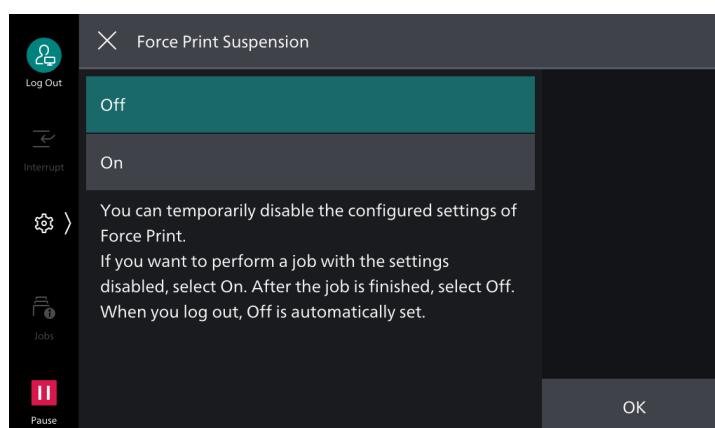 Force Print Suspension
Log Out
Off
Interrupt
On
You can temporarily disable the configured settings of
Force Print.
If you want to perform a job with the settings
disabled, select On. After the job is finished, select Off.
When you log out, Off is automatically set.
Jobs
Pause
OK